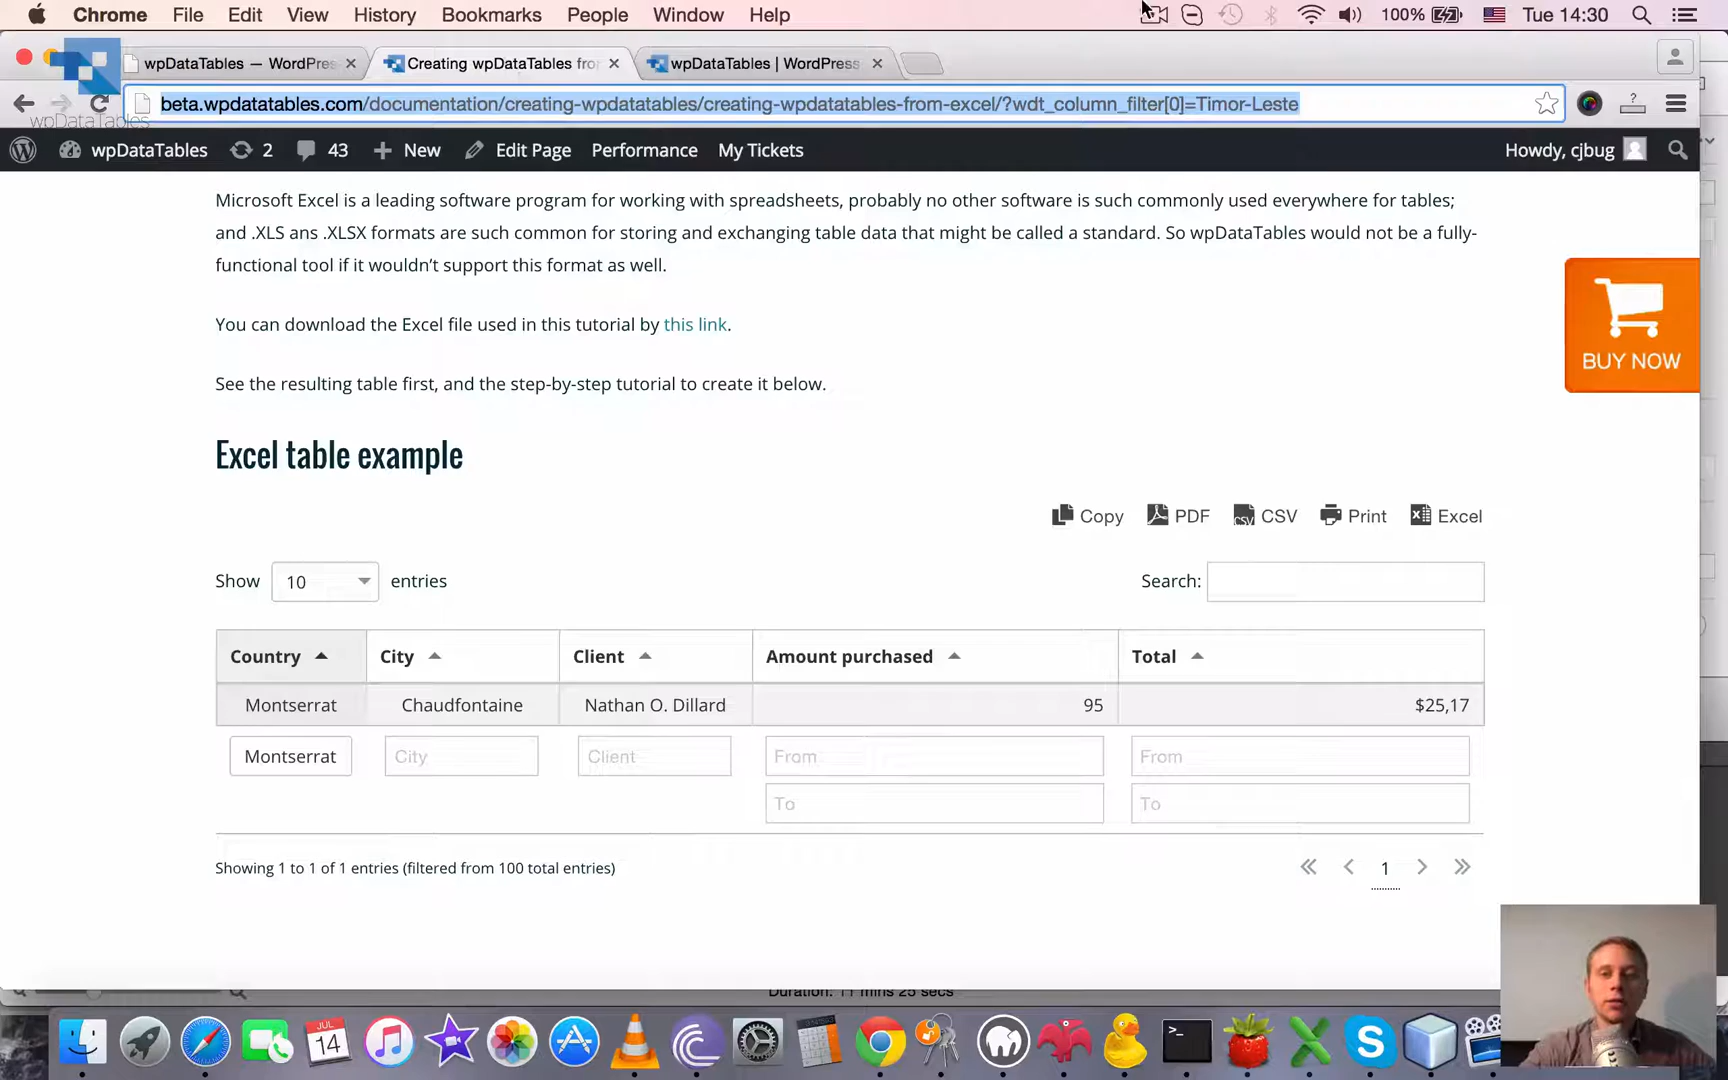 Chrome File Edit View History Bookmarks People Window Help 100% Tue 14:30
wpDataTables — WordPres Creating wpDataTables fro wpDataTables | WordPress
beta.wpdatatables.com/documentation/creating-wpdatatables/creating-wpdatatables-from-excel/?wdt_column_filter[0]=Timor-Leste
wpDataTables
wpDataTables 2 43 New Edit Page Performance My Tickets Howdy, cjbug
Microsoft Excel is a leading software program for working with spreadsheets, probably no other software is such commonly used everywhere for tables;
and .XLS ans .XLSX formats are such common for storing and exchanging table data that might be called a standard. So wpDataTables would not be a fully-
functional tool if it wouldn't support this format as well.
You can download the Excel file used in this tutorial by this link.
BUY NOW
See the resulting table first, and the step-by-step tutorial to create it below.
Excel table example
Copy PDF CSV Print Excel
Show 10 entries Search:
Country City Client Amount purchased Total
Montserrat Chaudfontaine Nathan O. Dillard 95 $25,17
Montserrat City Client From From
To To
Showing 1 to 1 of 1 entries (filtered from 100 total entries) 1
Duration: 11 mins 25 secs
JUL
14